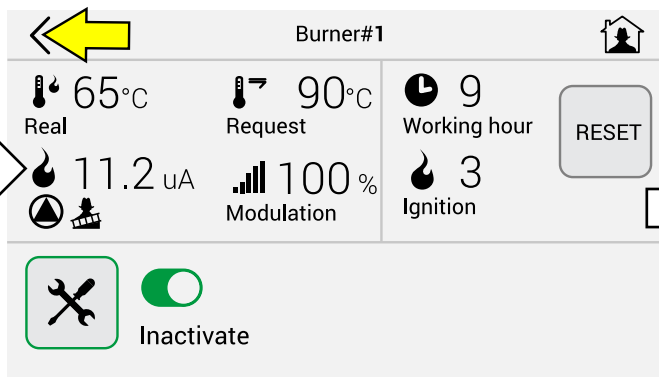 Burner#1
65°C
Real
90°C
Request
9
Working hour
RESET
11.2 uA
100 %
Modulation
3
Ignition
Inactivate